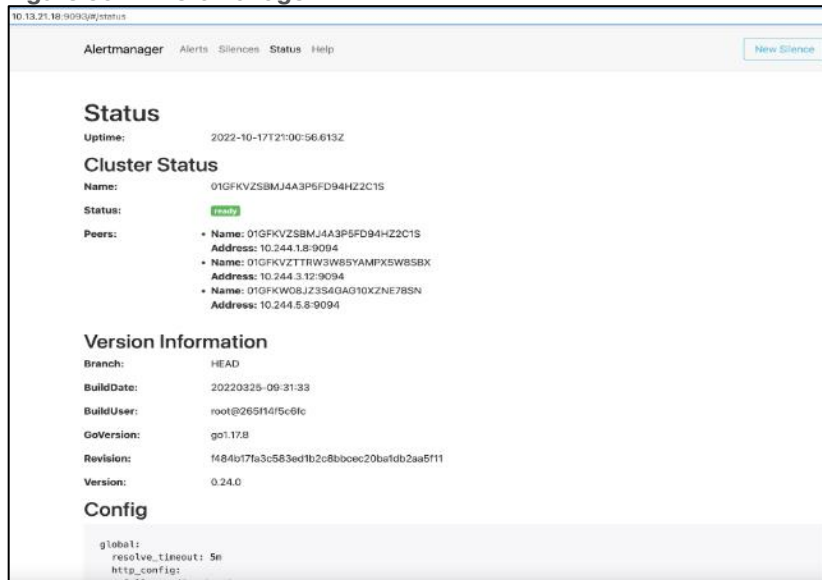 10.13.21.18:9093/#/status
Alertmanager Alerts Silences Status Help New Silence
Status
Uptime: 2022-10-17T21:00:56.613Z
Cluster Status
Name: 01GFKVZSBMJ4A3P5FD94HZ2C1S
Status: ready
Peers: • Name: 01GFKVZSBMJ4A3P5FD94HZ2C1S
Address: 10.244.1.8:9094
• Name: 01GFKVZTTRW3W85YAMPX5W8SBX
Address: 10.244.3.12:9094
• Name: 01GFKW08JZ3S4GAG10XZNE78SN
Address: 10.244.5.8:9094
Version Information
Branch: HEAD
BuildDate: 20220325-09:31:33
BuildUser: root@265f14f5c6fc
GoVersion: go1.17.8
Revision: f484b17fa3c583ed1b2c8bbcec20ba1db2aa5f11
Version: 0.24.0
Config
global:
resolve_timeout: 5m
http_config: